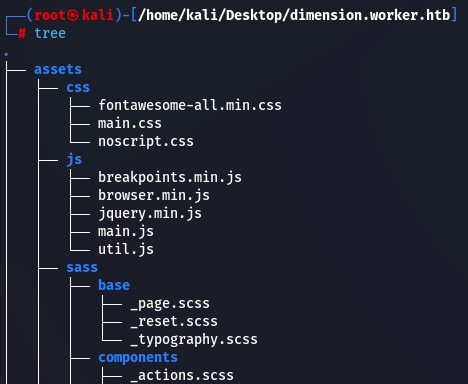 ┌──(root㉿kali)-[/home/kali/Desktop/dimension.worker.htb]
└─# tree
.
├── assets
│   ├── css
│   │   ├── fontawesome-all.min.css
│   │   ├── main.css
│   │   └── noscript.css
│   ├── js
│   │   ├── breakpoints.min.js
│   │   ├── browser.min.js
│   │   ├── jquery.min.js
│   │   ├── main.js
│   │   └── util.js
│   ├── sass
│   │   ├── base
│   │   │   ├── _page.scss
│   │   │   ├── _reset.scss
│   │   │   └── _typography.scss
│   │   ├── components
│   │   │   ├── _actions.scss